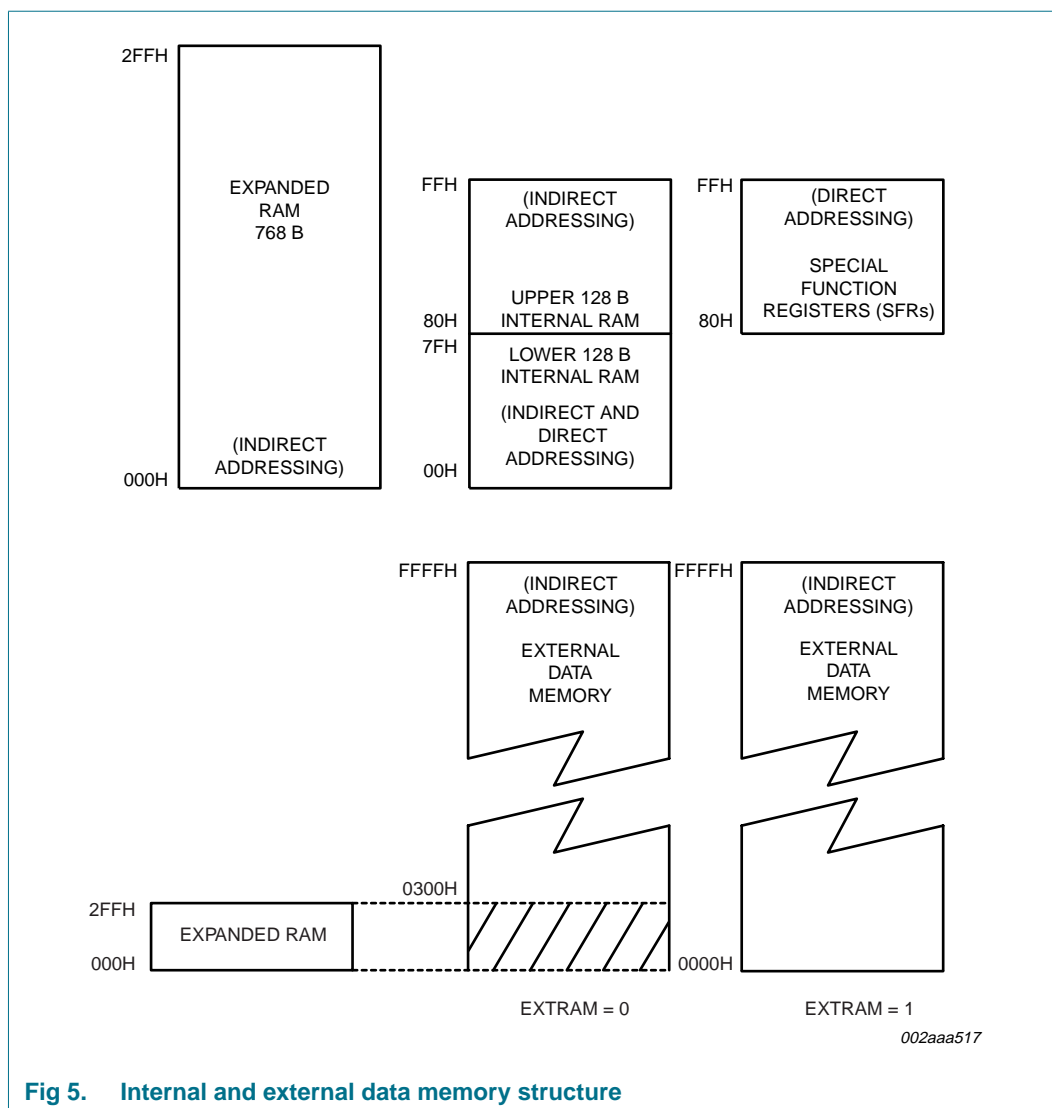 2FFH
EXPANDED
RAM
768 B
(INDIRECT
ADDRESSING)
000H
FFH
(INDIRECT
ADDRESSING)
UPPER 128 B
INTERNAL RAM
80H
7FH
LOWER 128 B
INTERNAL RAM
(INDIRECT AND
DIRECT
ADDRESSING)
00H
FFH
(DIRECT
ADDRESSING)
SPECIAL
FUNCTION
REGISTERS (SFRs)
80H
FFFFH
(INDIRECT
ADDRESSING)
EXTERNAL
DATA
MEMORY
FFFFH
(INDIRECT
ADDRESSING)
EXTERNAL
DATA
MEMORY
0300H
2FFH
EXPANDED RAM
000H
0000H
EXTRAM = 0
EXTRAM = 1
002aaa517
Fig 5. Internal and external data memory structure